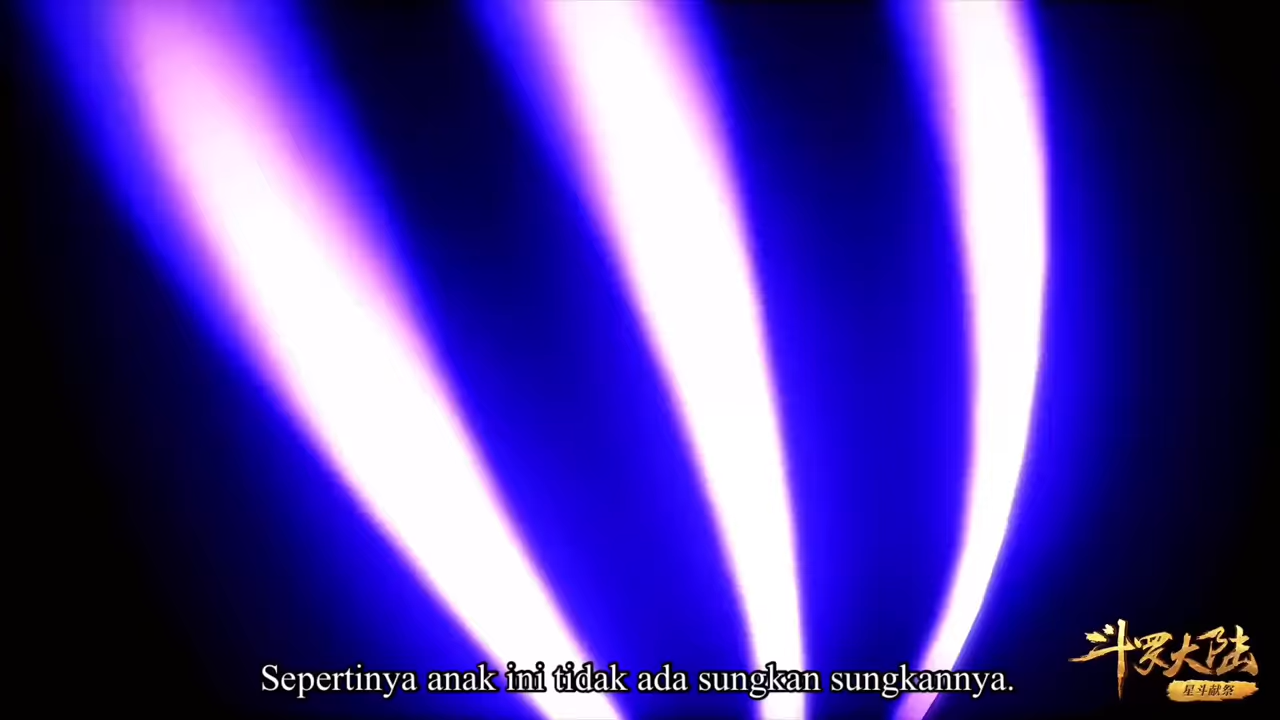 Sepertinya anak ini tidak ada sungkan sungkannya.
斗罗大陆
星斗献祭